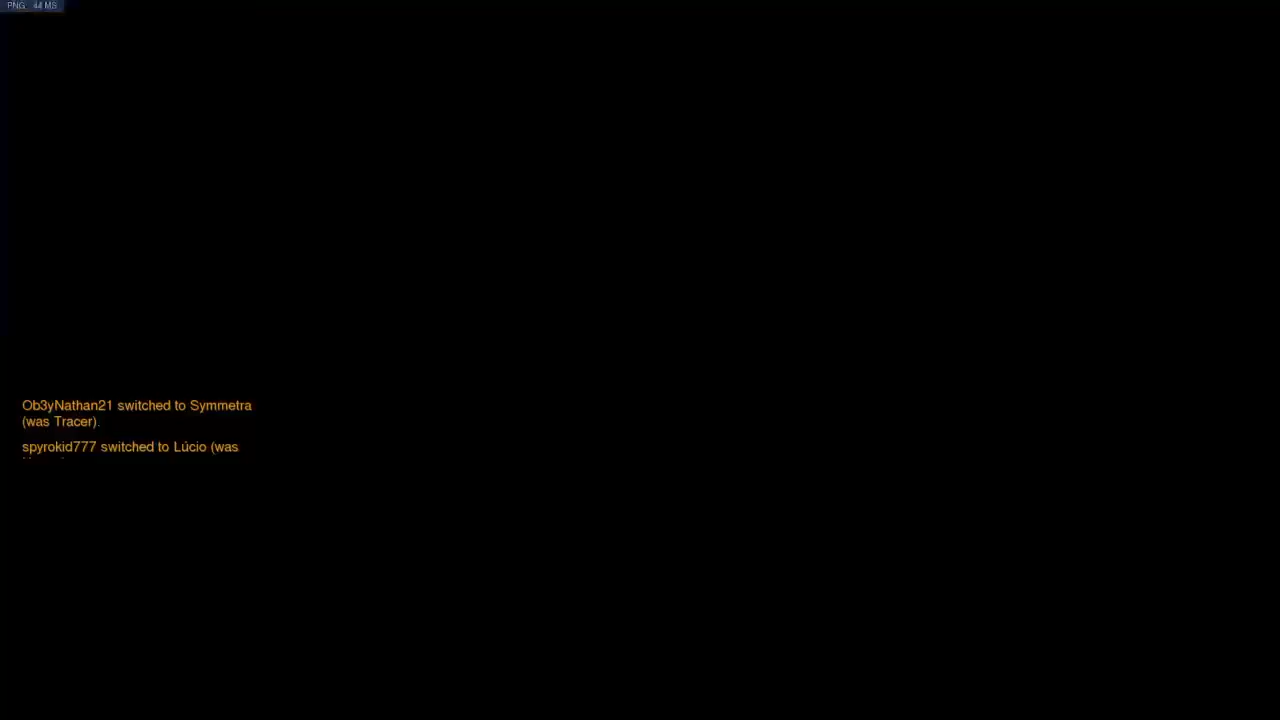 PNG 44 MS
Ob3yNathan21 switched to Symmetra
(was Tracer).
spyrokid777 switched to Lúcio (was